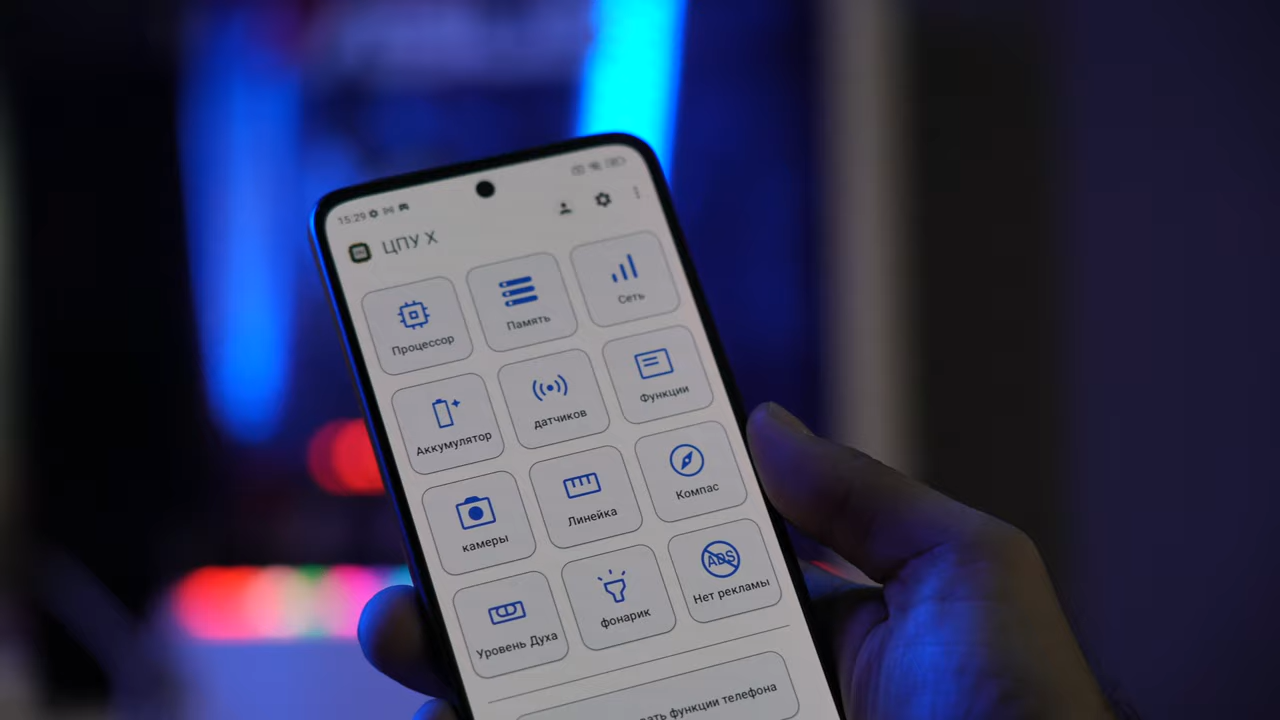 15:29
ЦПУ X
Процессор
Память
Сеть
Аккумулятор
датчиков
Функции
камеры
Линейка
Компас
Уровень Духа
фонарик
ADS
Нет рекламы
функции телефона